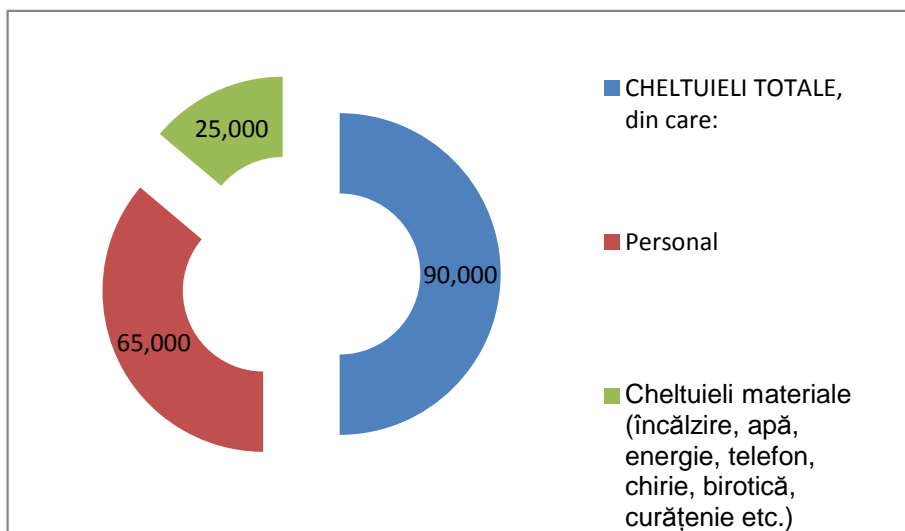 25,000
90,000
65,000
CHELTUIELI TOTALE,
din care:
Personal
Cheltuieli materiale
(încălzire, apă,
energie, telefon,
chirie, birotică,
curățenie etc.)